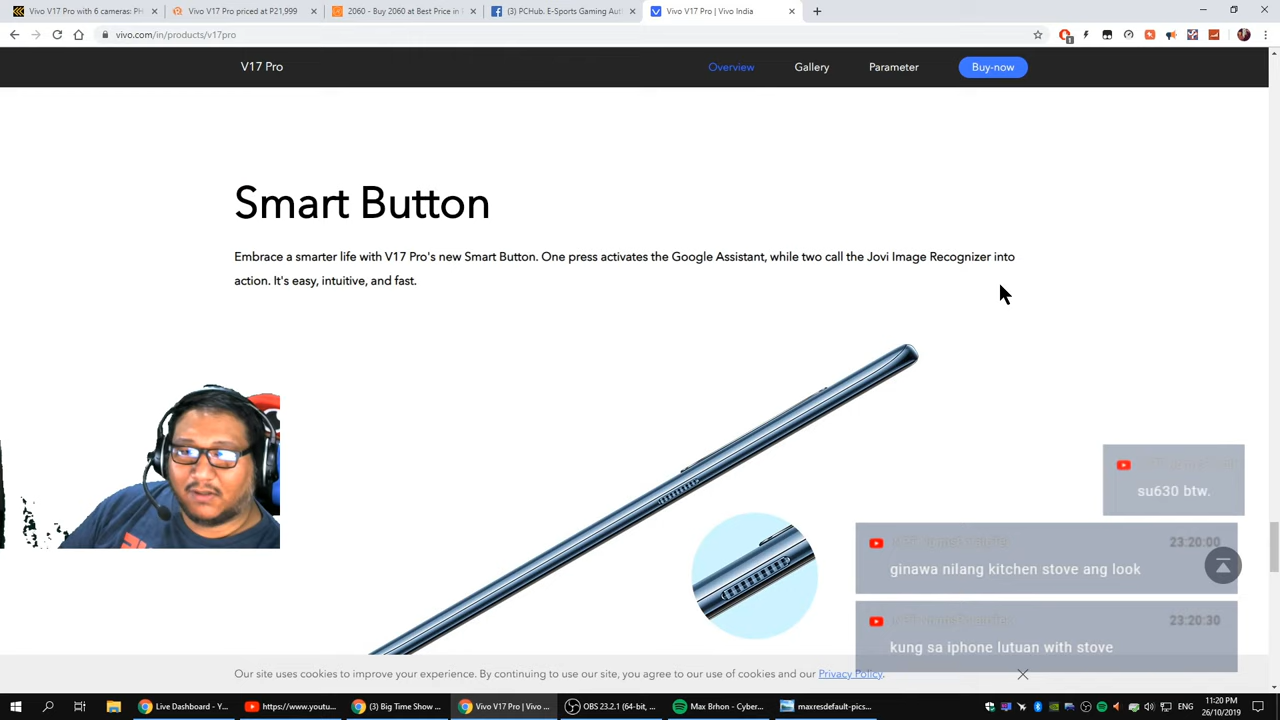 Vivo V17 Pro with 6 cameras: PH
Vivo V17 Pro priced at P21,999
2060 - Buy 2060 at Best Price in
(3) PCHub. E-Sports Gaming Aut
Vivo V17 Pro | Vivo India
vivo.com/in/products/v17pro
V17 Pro
Overview
Gallery
Parameter
Buy-now
Smart Button
Embrace a smarter life with V17 Pro's new Smart Button. One press activates the Google Assistant, while two call the Jovi Image Recognizer into
action. It's easy, intuitive, and fast.
su630 btw.
23:20:00
ginawa nilang kitchen stove ang look
23:20:30
kung sa iphone lutuan with stove
Our site uses cookies to improve your experience. By continuing to use our site, you agree to our use of cookies and our Privacy Policy.
Live Dashboard - Y...
https://www.youtu...
(3) Big Time Show ...
Vivo V17 Pro | Vivo ...
OBS 23.2.1 (64-bit, ...
Max Brhon - Cyber...
maxresdefault-pics...
ENG
11:20 PM
26/10/2019